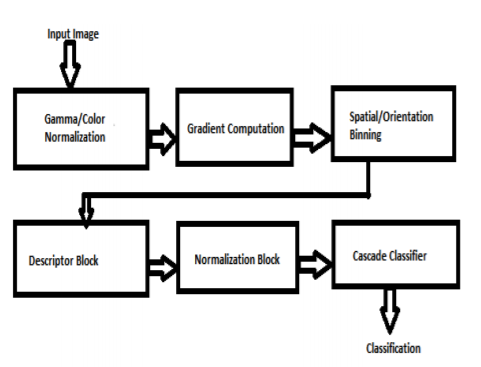 Input Image
Gamma/Color
Normalization
Gradient Computation
Spatial/Orientation
Binning
Descriptor Block
Normalization Block
Cascade Classifier
Classification